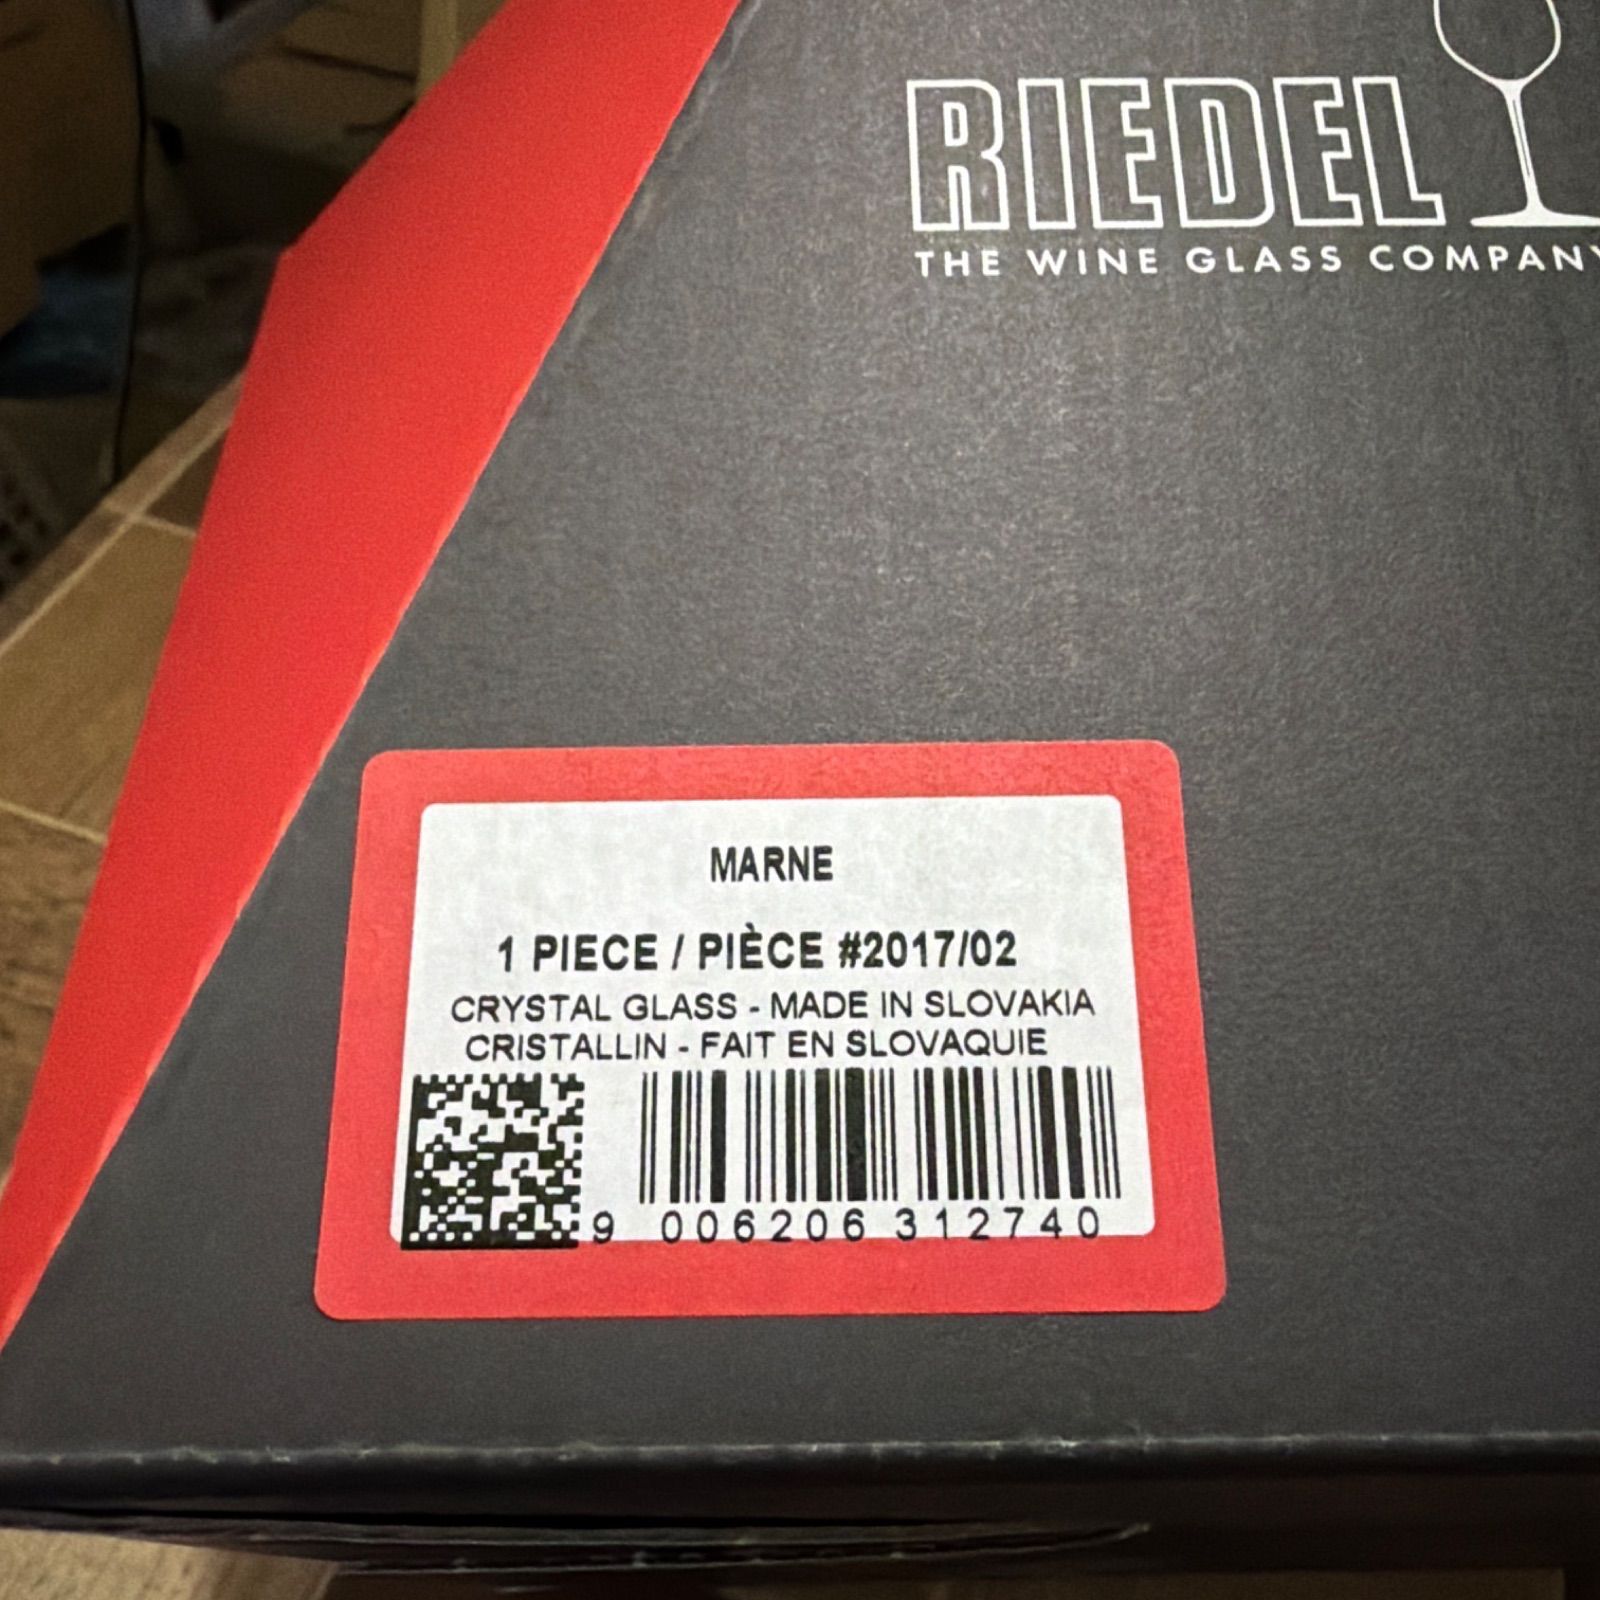 RIEDEL
THE WINE GLASS COMPANY
MARNE
1 PIECE / PIÈCE #2017/02
CRYSTAL GLASS - MADE IN SLOVAKIA
CRISTALLIN - FAIT EN SLOVAQUIE
9 006206 312740